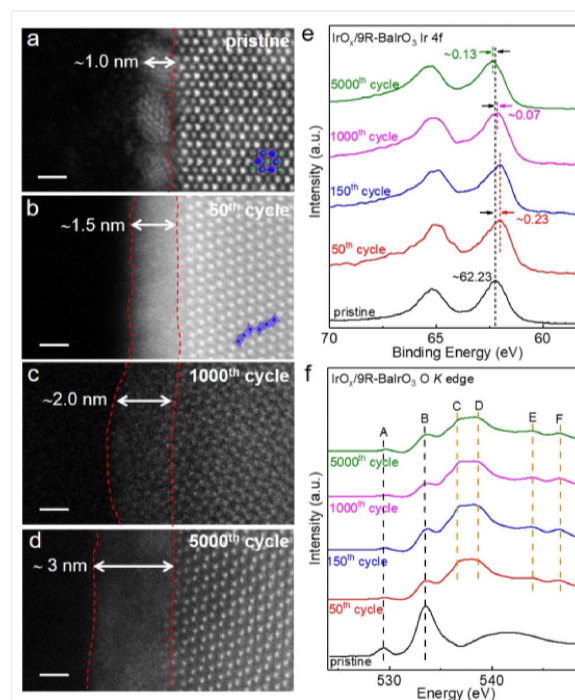 a
pristine
~1.0 nm
b
50th cycle
~1.5 nm
c
1000th cycle
~2.0 nm
d
5000th cycle
~ 3 nm
e
IrOx/9R-BaIrO3 Ir 4f
~0.13
5000th cycle
1000th cycle
~0.07
150th cycle
~0.23
50th cycle
~62.23
pristine
Intensity (a.u.)
70 65 60
Binding Energy (eV)
f
IrOx/9R-BaIrO3 O K edge
A B C D E F
5000th cycle
1000th cycle
150th cycle
50th cycle
pristine
Intensity (a.u.)
530 540
Energy (eV)